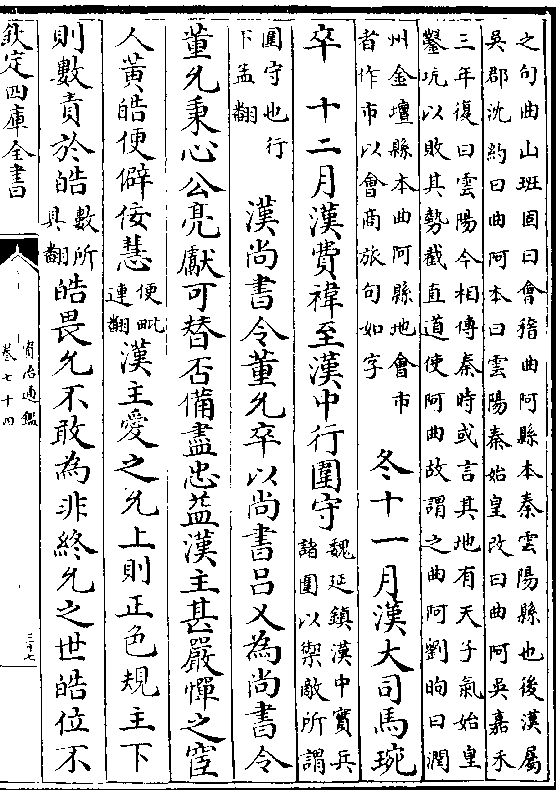 之句曲山班固曰會稽曲阿縣本秦雲陽縣也後漢屬
吳郡沈約曰曲阿本曰雲陽秦始皇改曰曲阿吳嘉禾
三年復曰雲陽今相傳秦時或言其地有天子氣始皇
鑿坑以敗其勢截直道使阿曲故謂之曲阿劉昫曰潤
州金壇縣本曲阿縣地會市
者作市以會商旅句如字
冬十一月漢大司馬琬
卒 十二月漢費褘至漢中行圍守
魏延鎮漢中實兵
諸圍以禦敵所謂
圍守也行
下孟翻
漢尚書令董允卒以尚書呂乂為尚書令
董允秉心公亮獻可替否備盡忠益漢主甚嚴憚之宦
人黃皓便僻佞慧
便毗
連翻
漢主愛之允上則正色規主下
則數責於皓
數所
具翻
皓畏允不敢為非終允之世皓位不
欽定四庫全書
資治通鑑
卷七十四
三十七